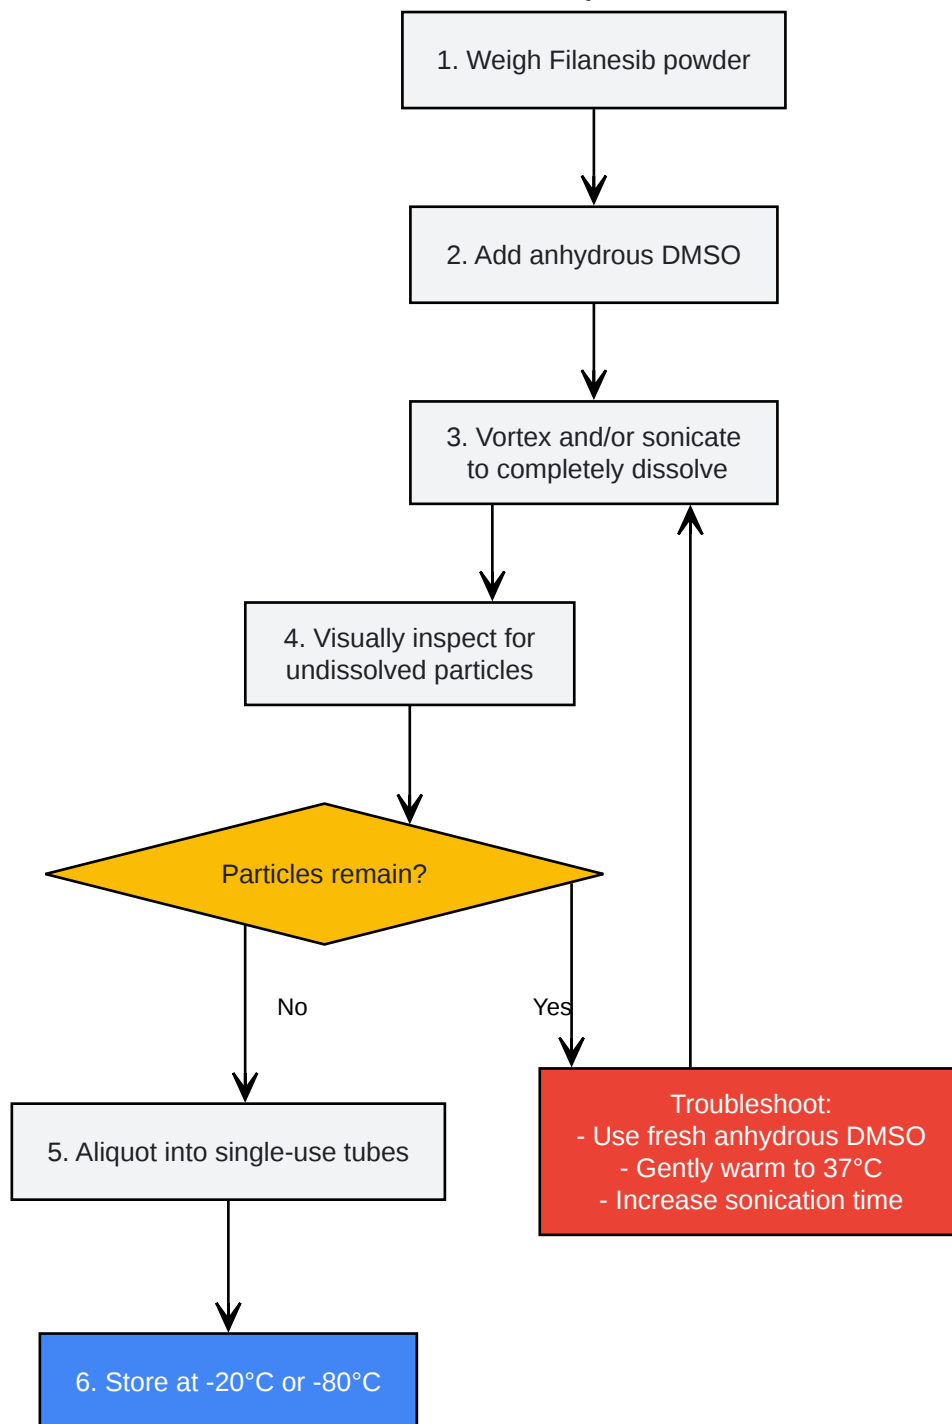 1. Weigh Filanesib powder
2. Add anhydrous DMSO
3. Vortex and/or sonicate
to completely dissolve
4. Visually inspect for
undissolved particles
Particles remain?
No
Yes
Troubleshoot:
- Use fresh anhydrous DMSO
- Gently warm to 37°C
- Increase sonication time
5. Aliquot into single-use tubes
6. Store at -20°C or -80°C